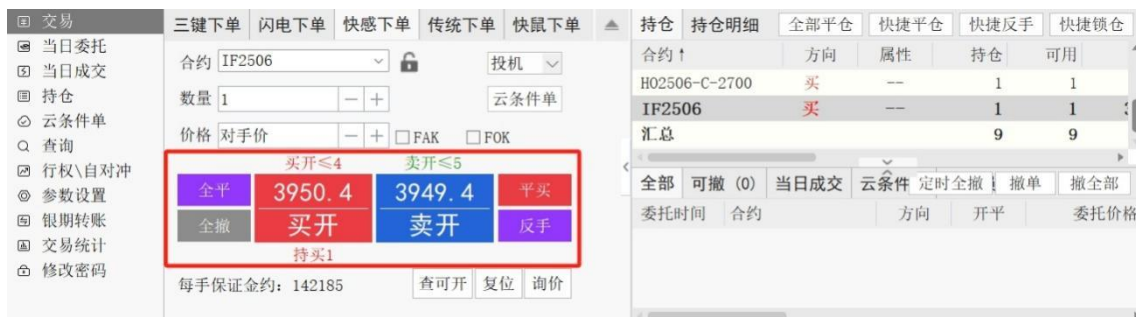 交易
当日委托
当日成交
持仓
云条件单
查询
行权\自对冲
参数设置
银期转账
交易统计
修改密码
三键下单 闪电下单 快感下单 传统下单 快鼠下单
合约 IF2506 投机
数量 1 云条件单
价格 对手价 FAK FOK
买开≤4 卖开≤5
全平 3950.4 3949.4 平买
全撤 买开 卖开 反手
持买1
每手保证金约: 142185 查可开 复位 询价
持仓 持仓明细 全部平仓 快捷平仓 快捷反手 快捷锁仓
合约↑ 方向 属性 持仓 可用
HO2506-C-2700 买 -- 1 1
IF2506 买 -- 1 1
汇总 9 9
全部 可撤 (0) 当日成交 云条件 定时全撤 撤单 撤全部
委托时间 合约 方向 开平 委托价格